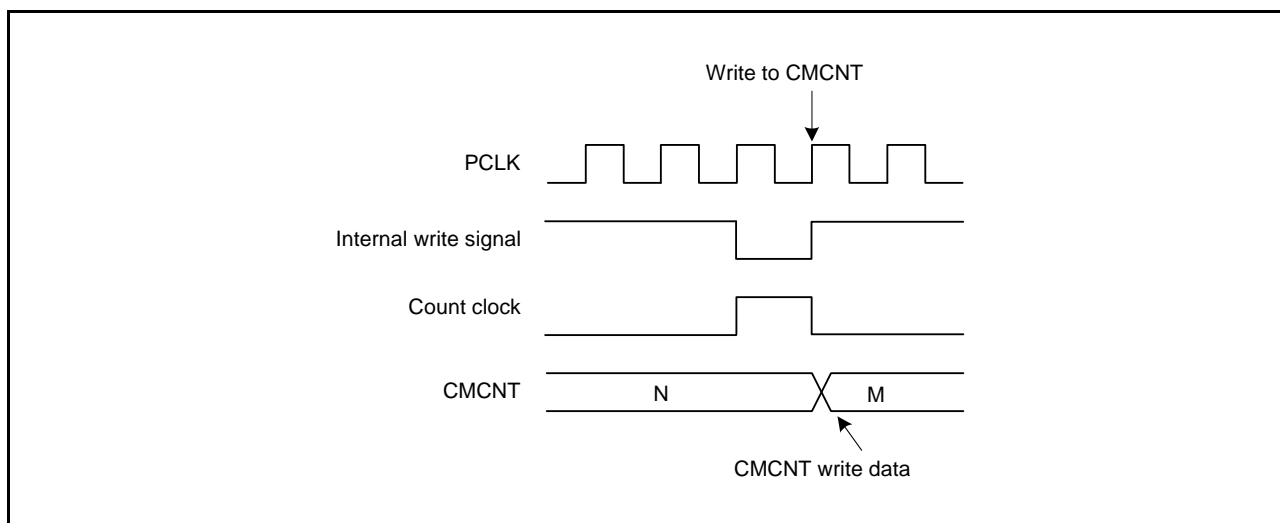 Write to CMCNT
PCLK
Internal write signal
Count clock
CMCNT
N
M
CMCNT write data